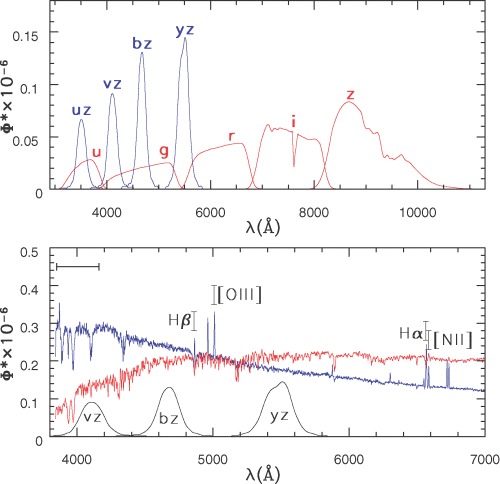 0.15
0.1
0.05
0
Φ*×10⁻⁶
uz
vz
bz
yz
u
g
r
i
z
4000 6000 8000 10000
λ(Å)
0.5
0.4
0.3
0.2
0.1
0
Φ*×10⁻⁶
Hβ
[OIII]
Hα
[NII]
vz
bz
yz
4000 5000 6000 7000
λ(Å)